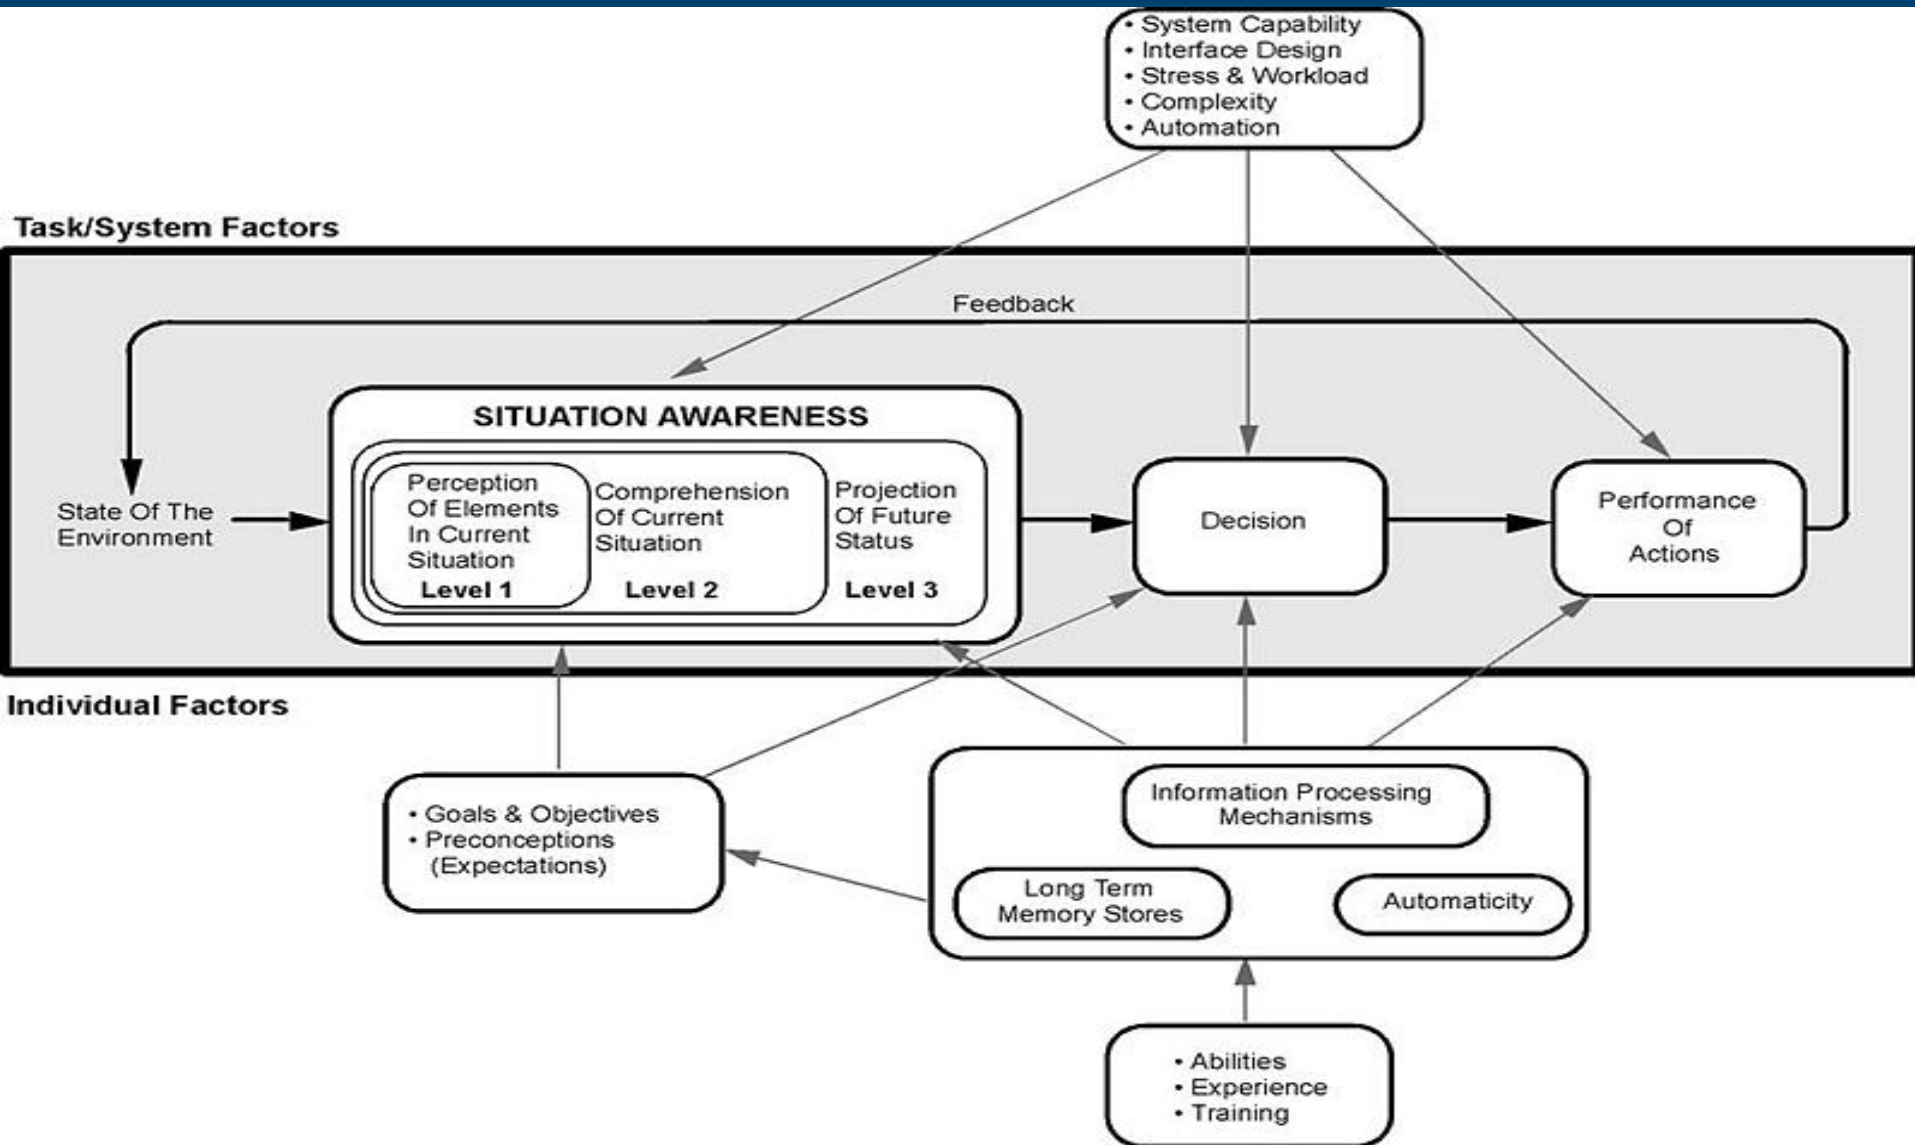 • System Capability
• Interface Design
• Stress & Workload
• Complexity
• Automation
Task/System Factors
Feedback
SITUATION AWARENESS
State Of The
Environment
Perception
Of Elements
In Current
Situation
Level 1
Comprehension
Of Current
Situation
Level 2
Projection
Of Future
Status
Level 3
Decision
Performance
Of
Actions
Individual Factors
• Goals & Objectives
• Preconceptions
(Expectations)
Information Processing
Mechanisms
Long Term
Memory Stores
Automaticity
• Abilities
• Experience
• Training